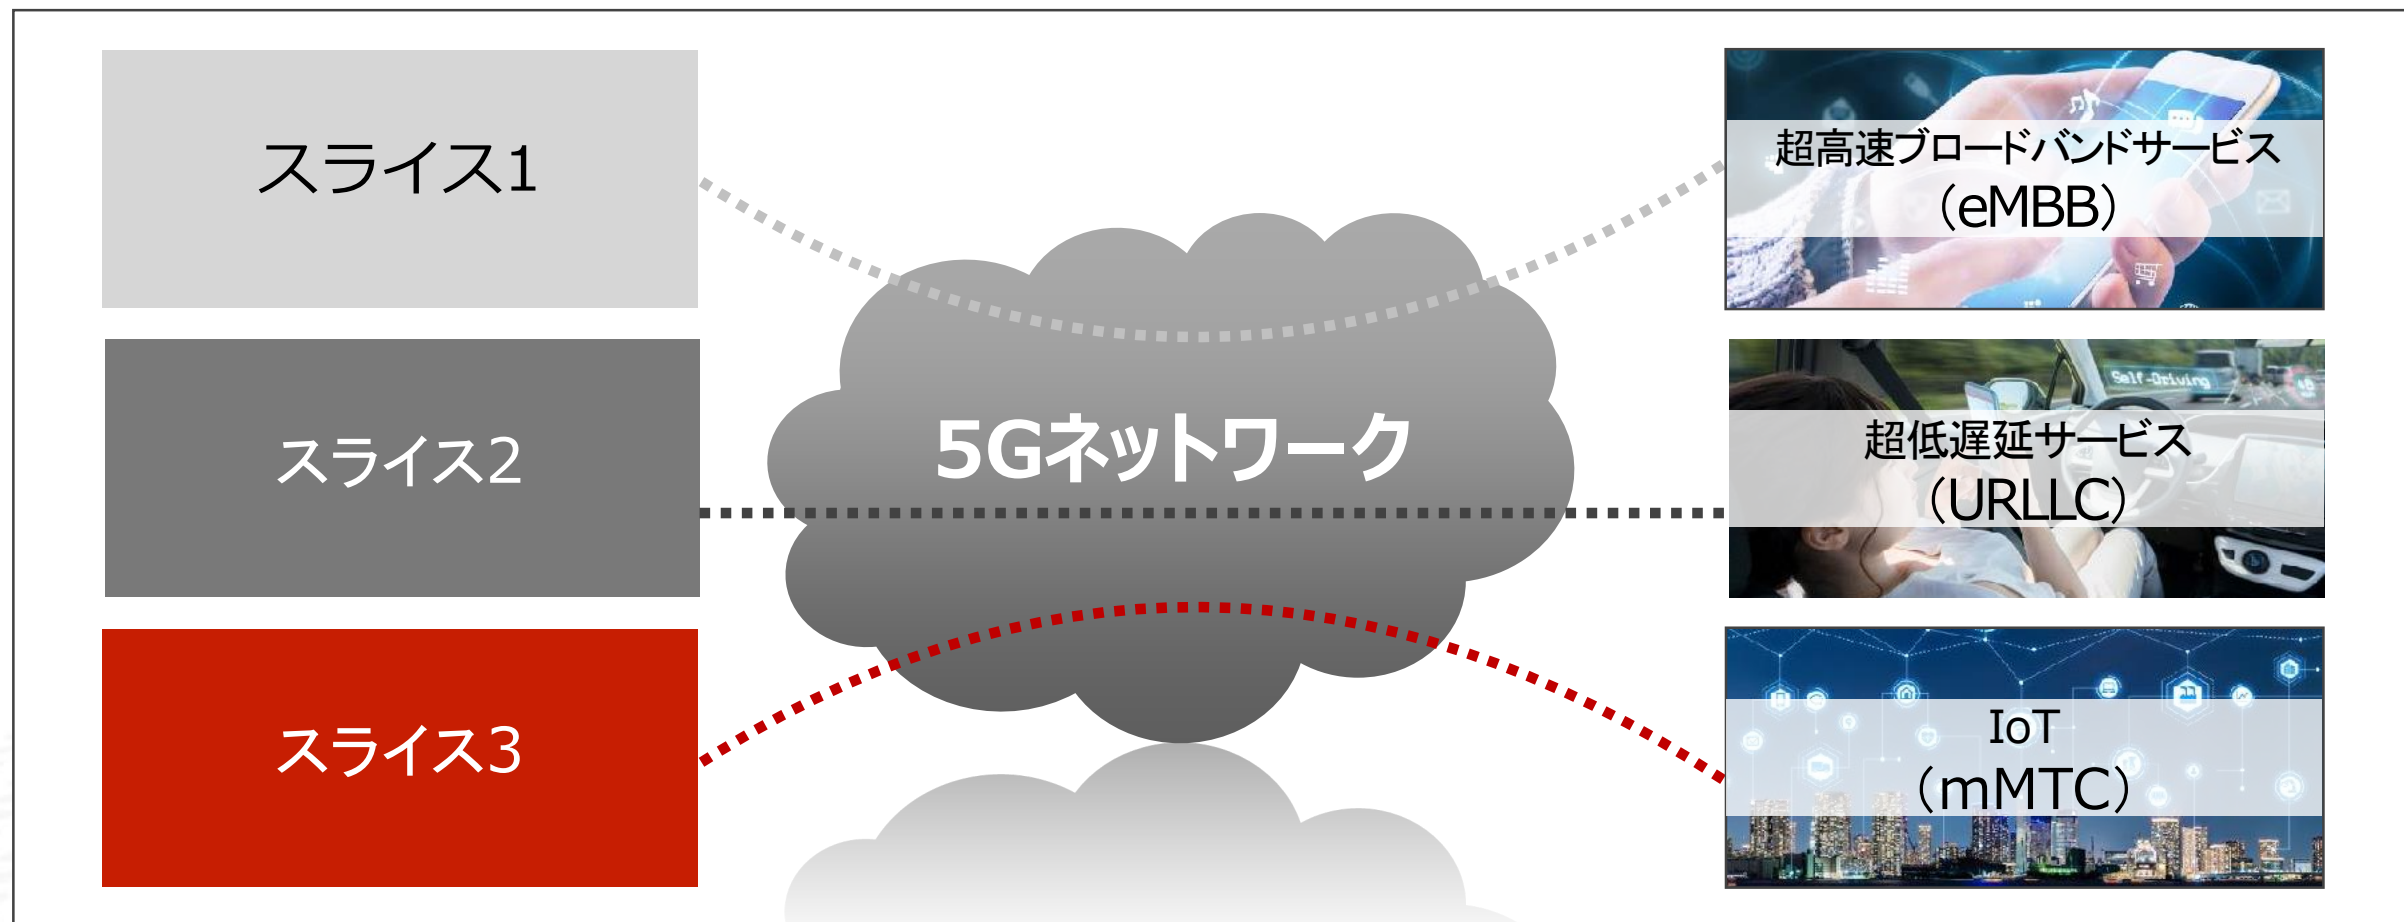 スライス1
超高速ブロードバンドサービス
（eMBB）
5Gネットワーク
スライス2
Self-Driving
超低遅延サービス
（URLLC）
スライス3
IoT
（mMTC）